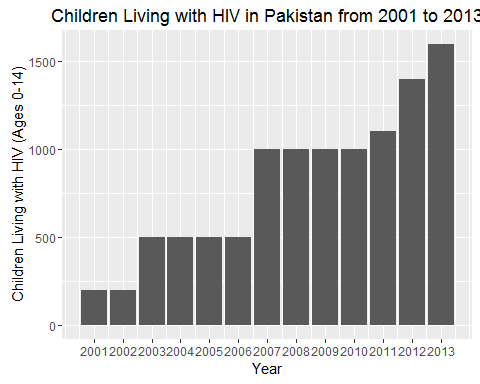 Children Living with HIV in Pakistan from 2001 to 2013
Children Living with HIV (Ages 0-14)
1500
1000
500
0
2001 2002 2003 2004 2005 2006 2007 2008 2009 2010 2011 2012 2013
Year